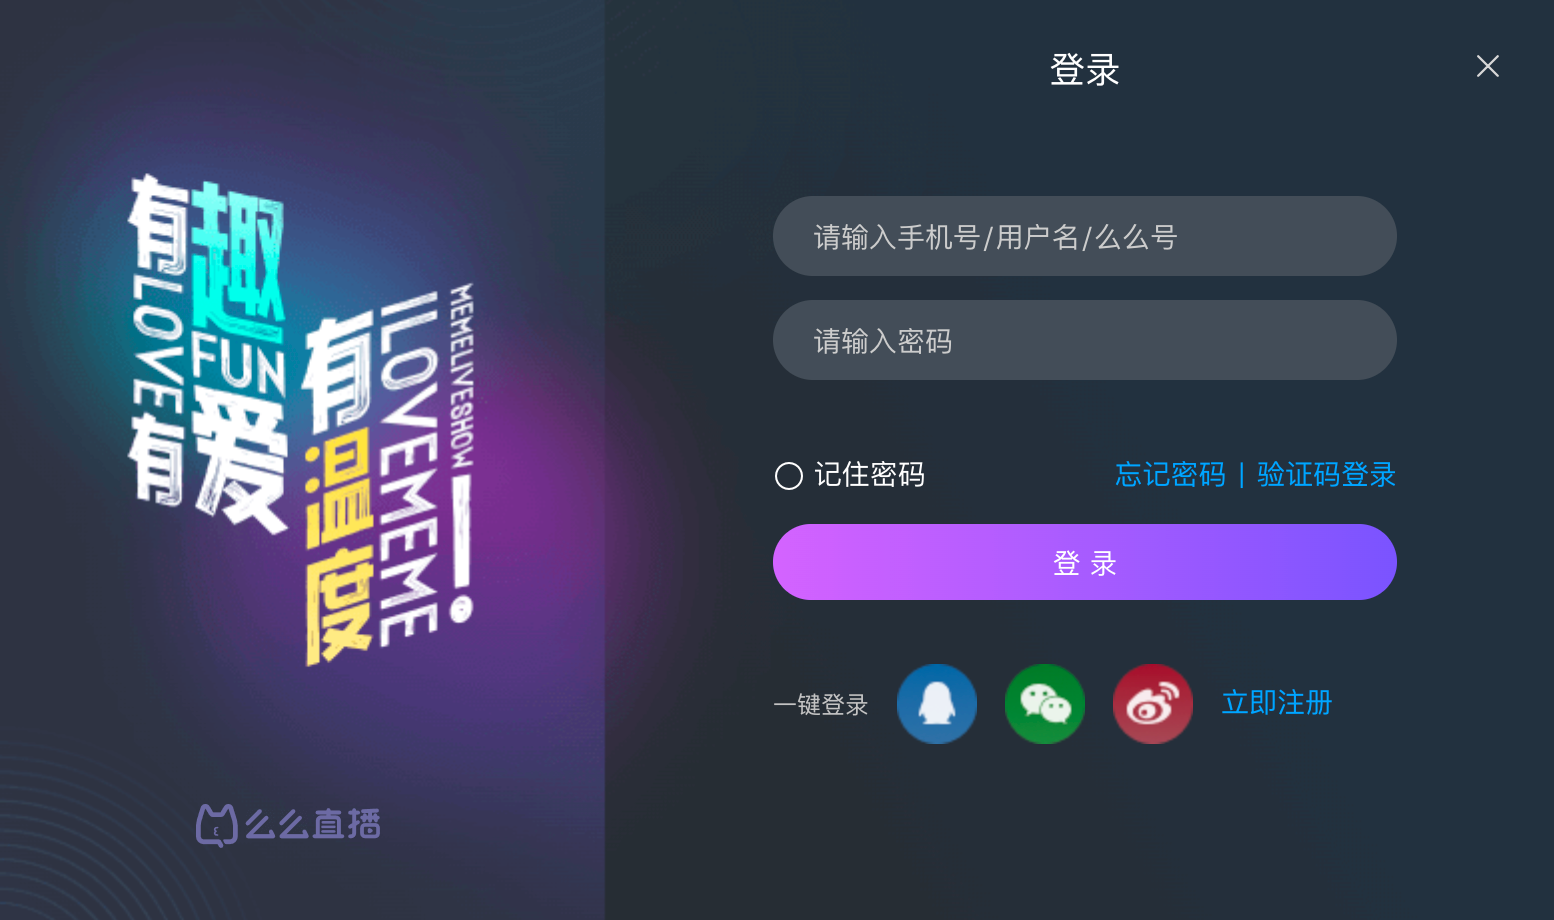 有趣
ILOVE FUN
有爱
有温度
ILOVEMEME
MEMELIVESHOW
!
么么直播
登录
请输入手机号/用户名/么么号
请输入密码
记住密码
忘记密码 | 验证码登录
登 录
一键登录
立即注册